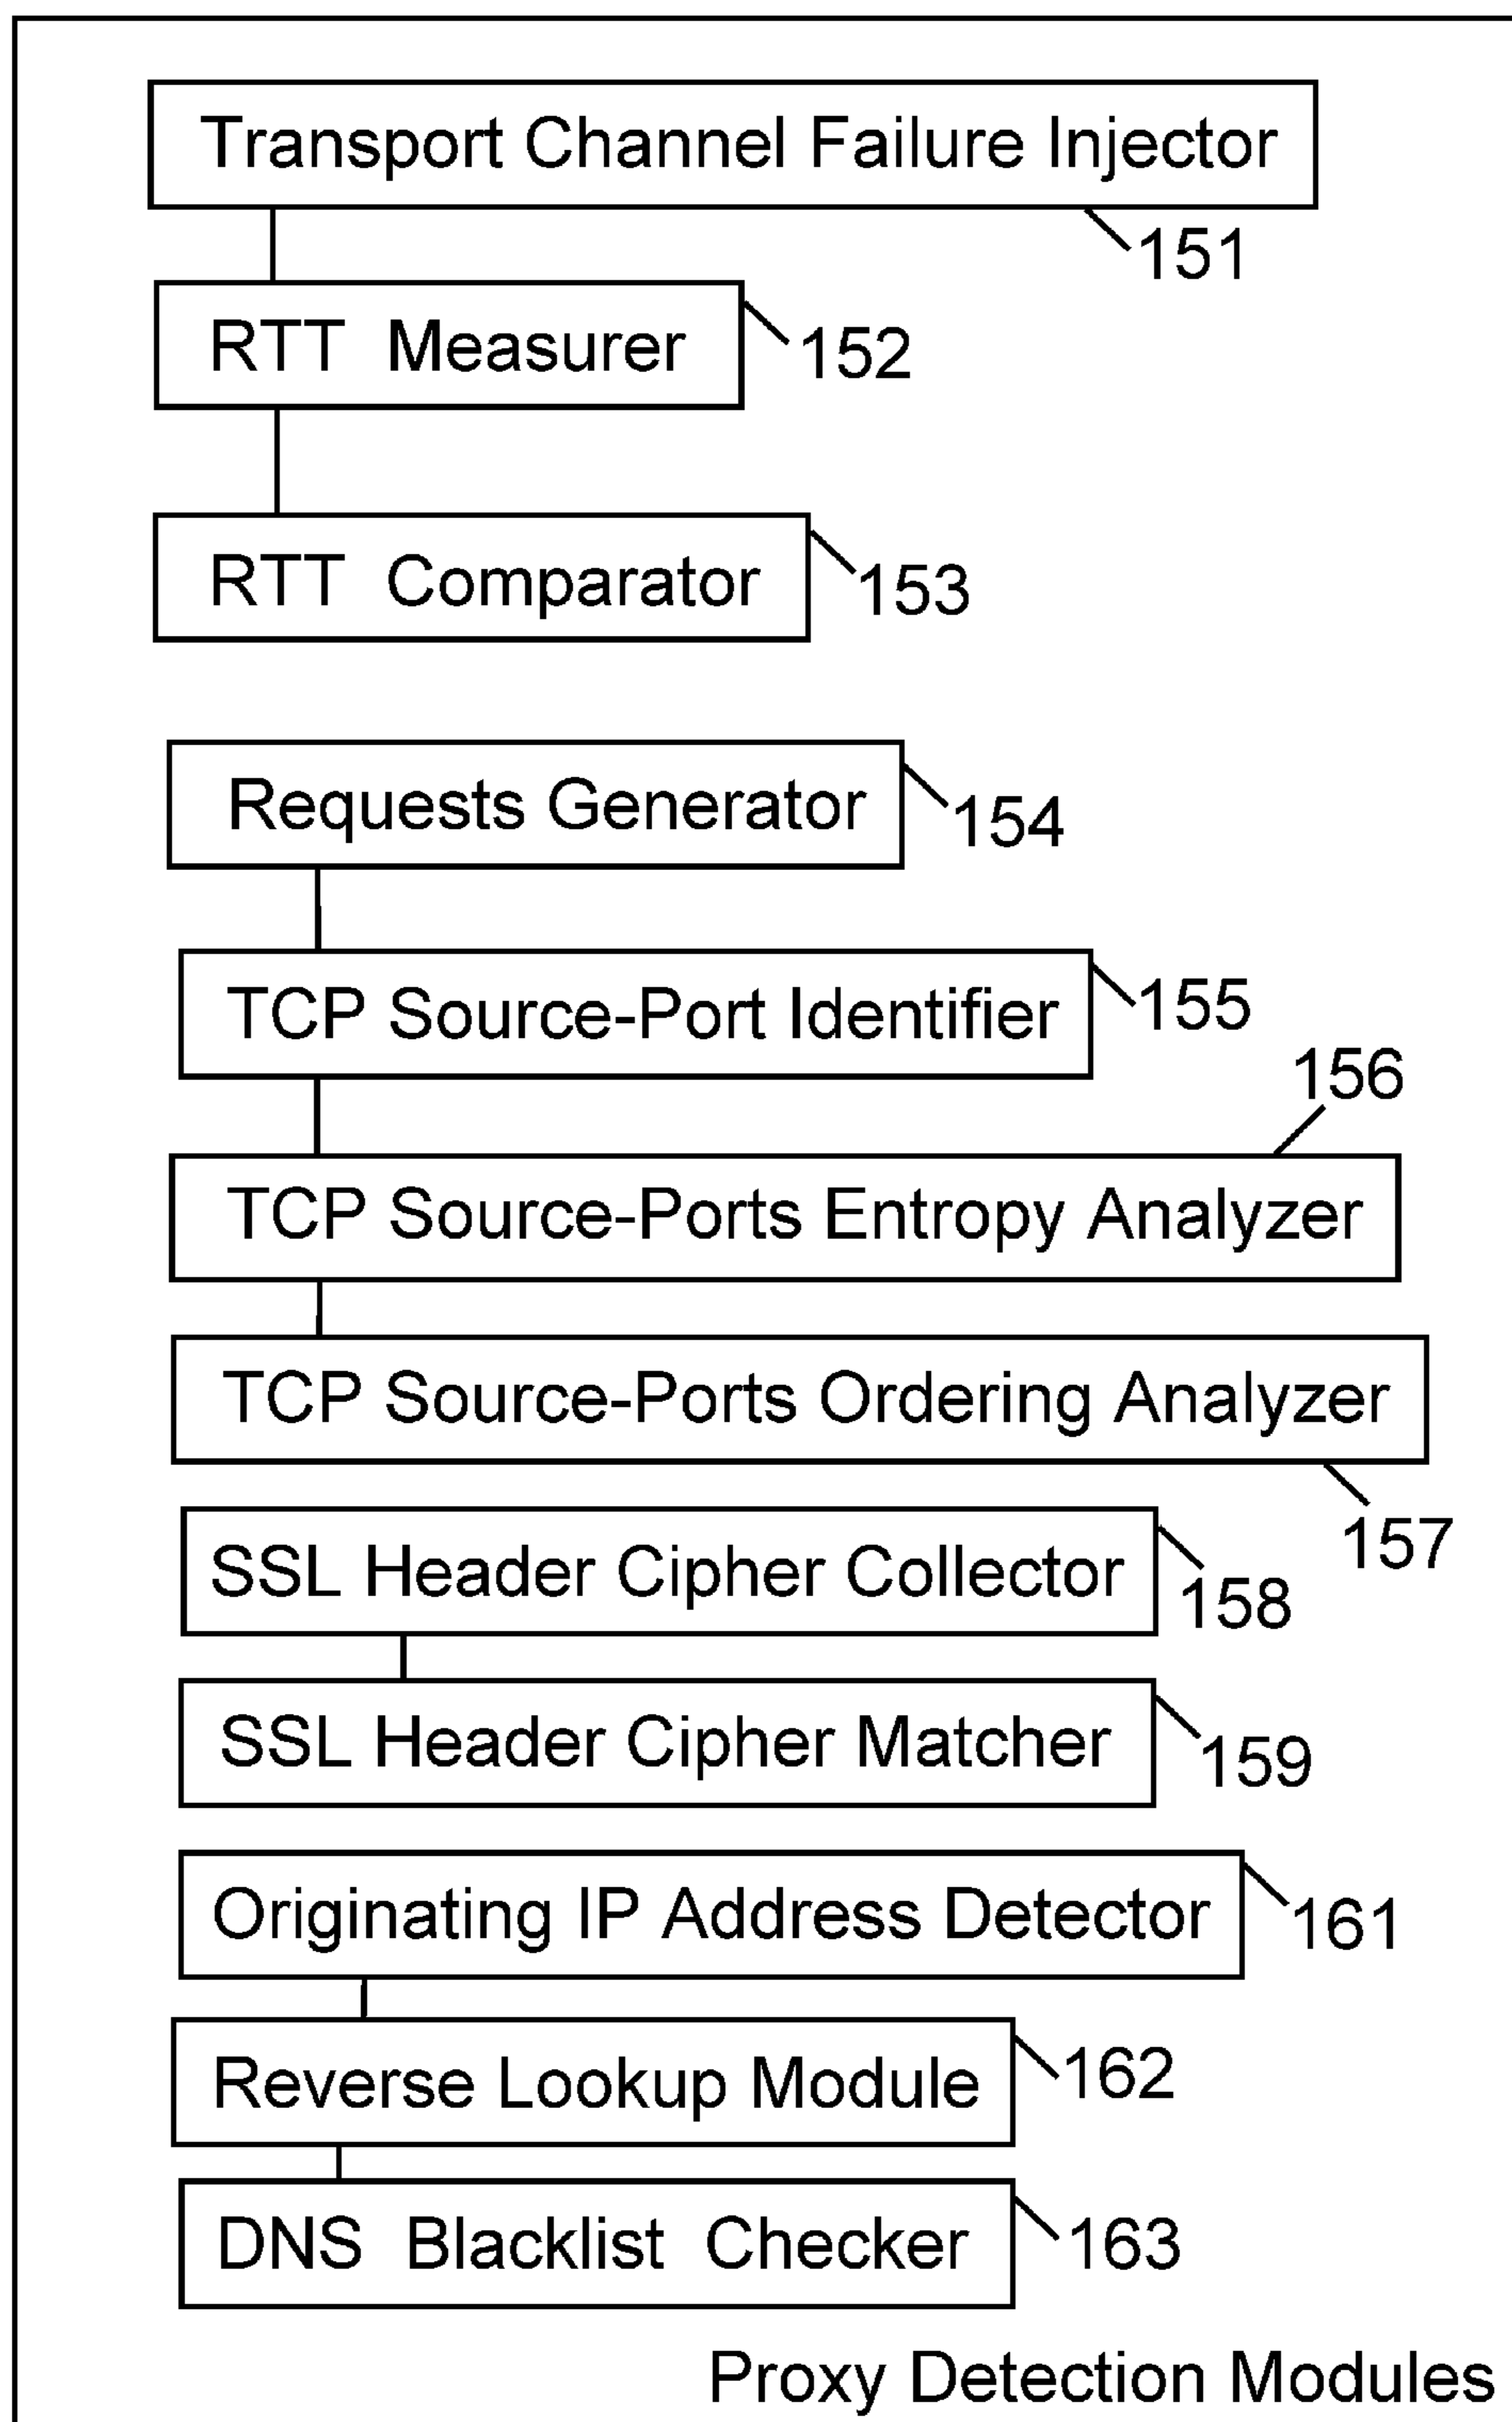 Transport Channel Failure Injector
151
RTT Measurer
152
RTT Comparator
153
Requests Generator
154
TCP Source-Port Identifier
155
156
TCP Source-Ports Entropy Analyzer
TCP Source-Ports Ordering Analyzer
157
SSL Header Cipher Collector
158
SSL Header Cipher Matcher
159
Originating IP Address Detector
161
Reverse Lookup Module
162
DNS Blacklist Checker
163
Proxy Detection Modules